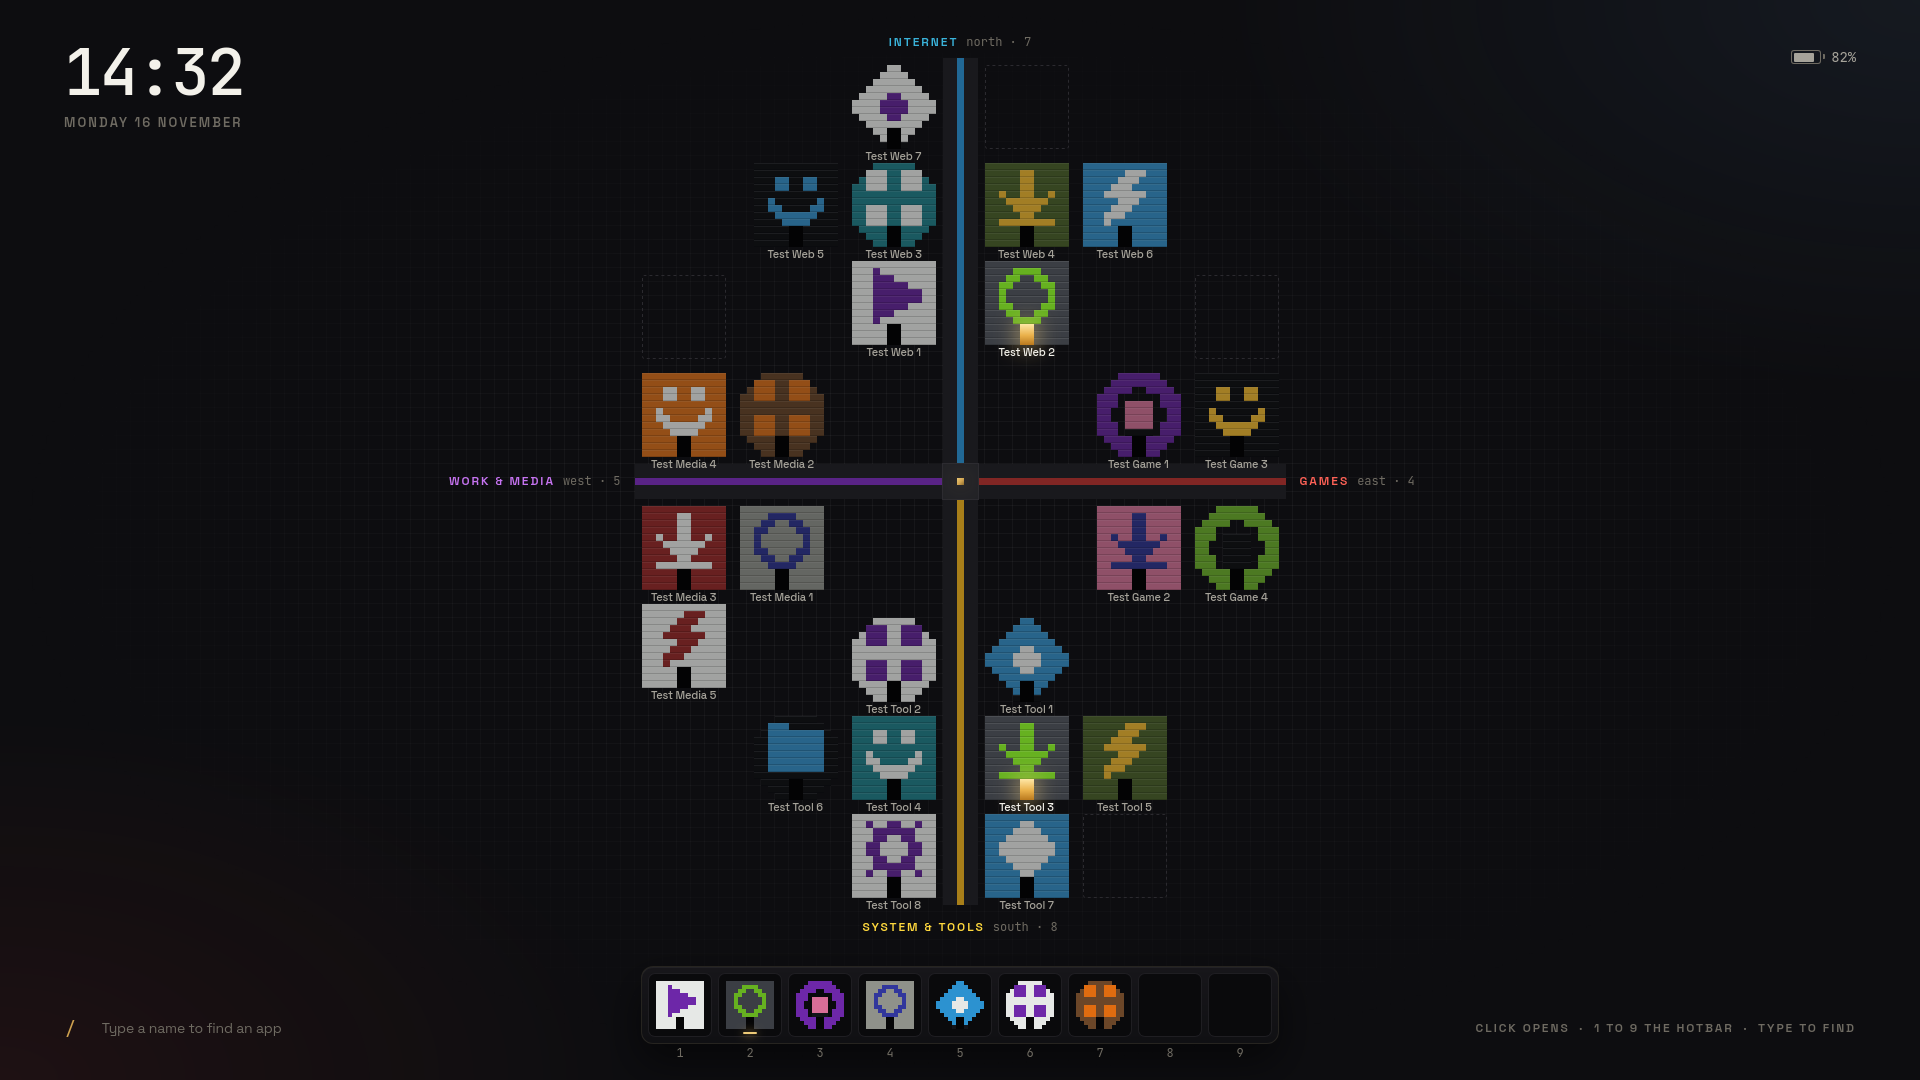 14:32
MONDAY 16 NOVEMBER
INTERNET north · 7
82%
Test Web 7
Test Web 5
Test Web 3
Test Web 4
Test Web 6
Test Web 1
Test Web 2
Test Media 4
Test Media 2
Test Game 1
Test Game 3
WORK & MEDIA west · 5
GAMES east · 4
Test Media 3
Test Media 1
Test Game 2
Test Game 4
Test Media 5
Test Tool 2
Test Tool 1
Test Tool 6
Test Tool 4
Test Tool 3
Test Tool 5
Test Tool 8
Test Tool 7
SYSTEM & TOOLS south · 8
/ Type a name to find an app
1 2 3 4 5 6 7 8 9
CLICK OPENS · 1 TO 9 THE HOTBAR · TYPE TO FIND